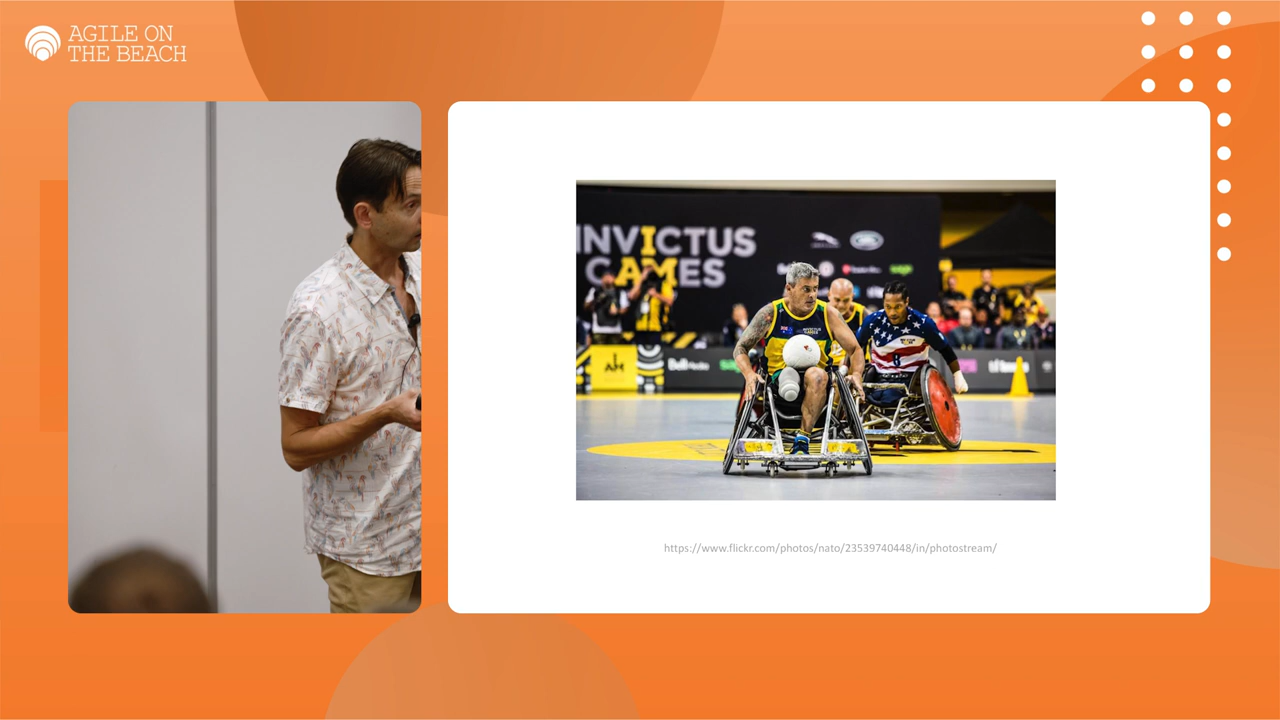 AGILE ON
THE BEACH
INVICTUS
GAMES
https://www.flickr.com/photos/nato/23539740448/in/photostream/